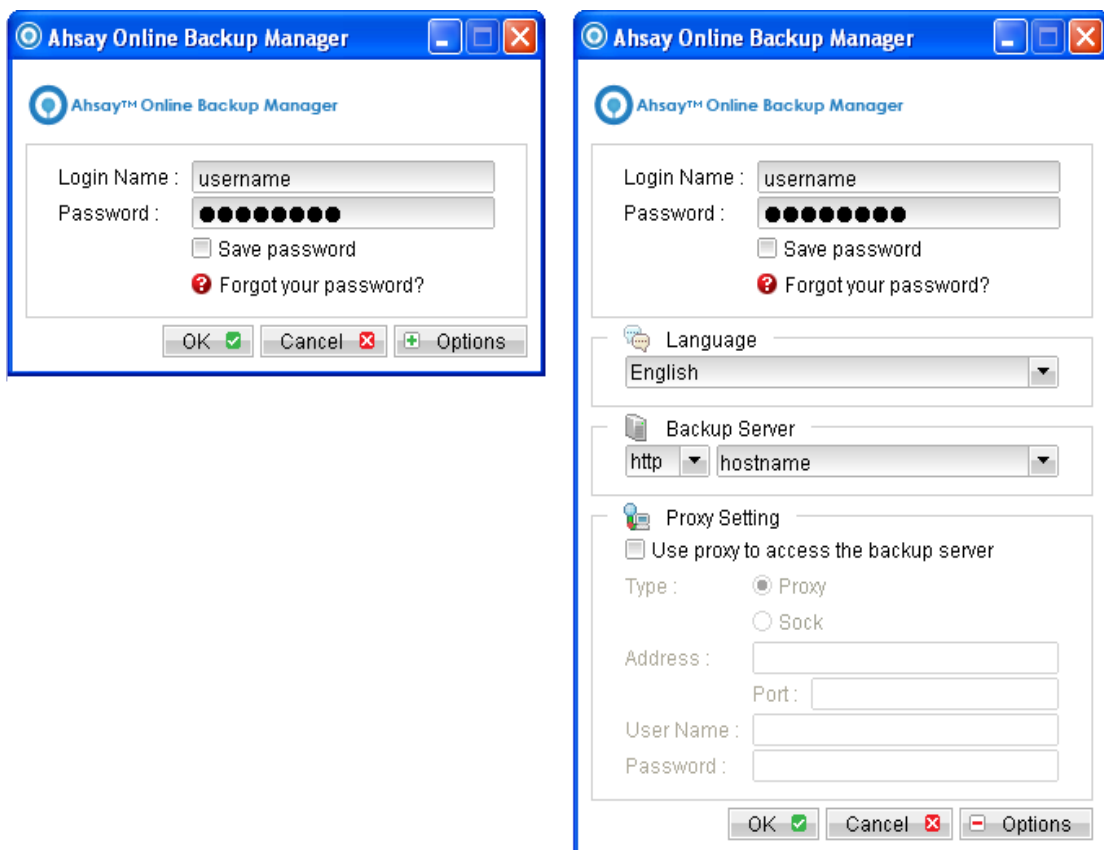 Ahsay Online Backup Manager
Ahsay™ Online Backup Manager
Login Name : username
Password : ●●●●●●●●
Save password
Forgot your password?
OK Cancel Options
Ahsay Online Backup Manager
Ahsay™ Online Backup Manager
Login Name : username
Password : ●●●●●●●●
Save password
Forgot your password?
Language
English
Backup Server
http hostname
Proxy Setting
Use proxy to access the backup server
Type : Proxy
Sock
Address :
Port :
User Name :
Password :
OK Cancel Options